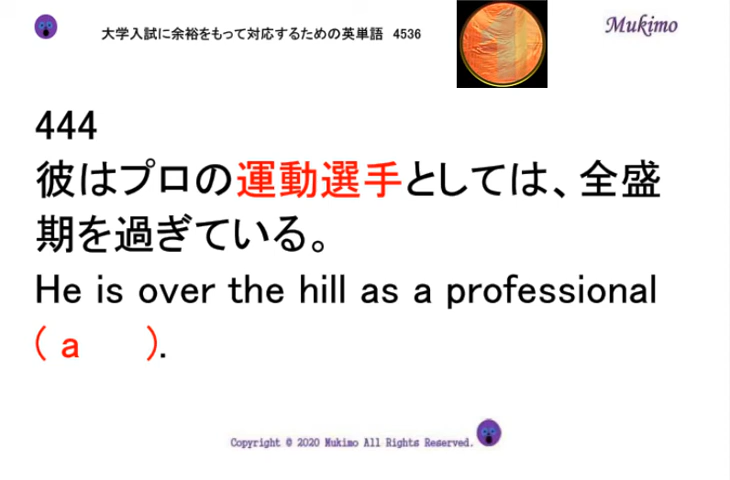 大学入試に余裕をもって対応するための英単語 4536
Mukimo
444
彼はプロの運動選手としては、全盛
期を過ぎている。
He is over the hill as a professional
( a ).
Copyright © 2020 Mukimo All Rights Reserved.